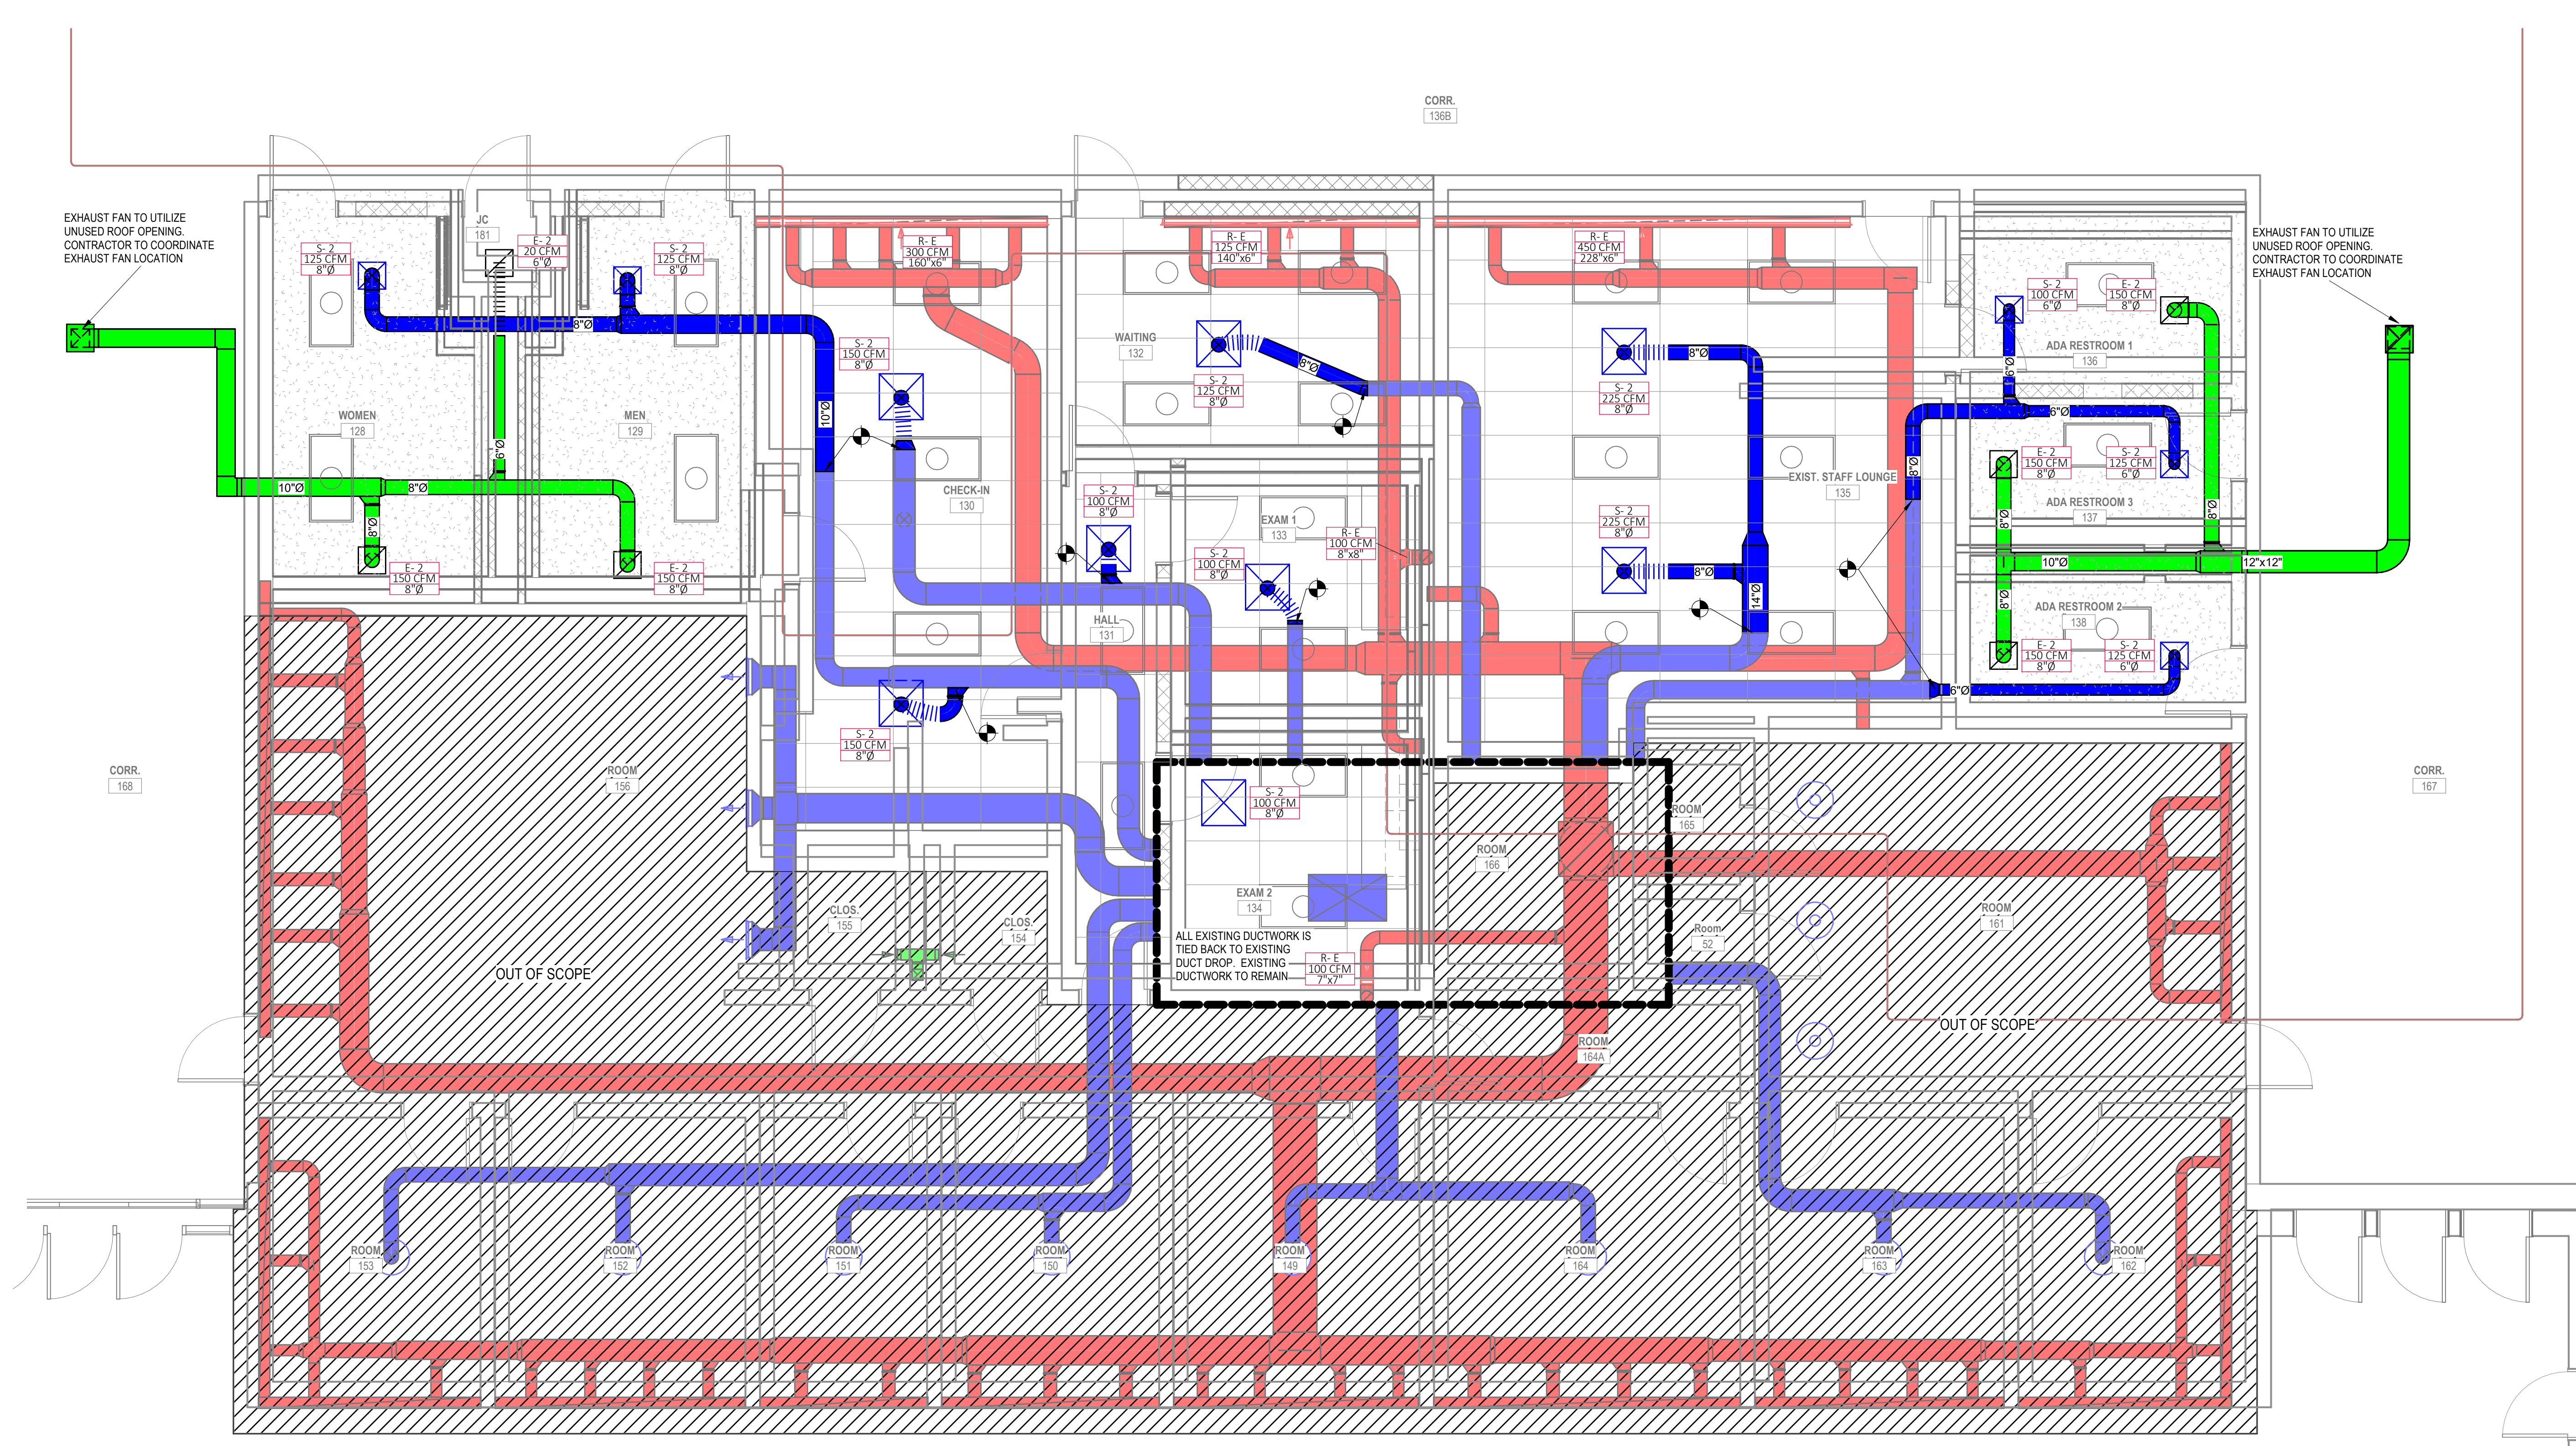 CORR.
136B
EXHAUST FAN TO UTILIZE
UNUSED ROOF OPENING.
CONTRACTOR TO COORDINATE
EXHAUST FAN LOCATION
JC
181
S- 2
125 CFM
8"Ø
E- 2
20 CFM
6"Ø
S- 2
125 CFM
8"Ø
R- E
300 CFM
160"x6"
R- E
125 CFM
140"x6"
R- E
450 CFM
228"x6"
EXHAUST FAN TO UTILIZE
UNUSED ROOF OPENING.
CONTRACTOR TO COORDINATE
EXHAUST FAN LOCATION
S- 2
100 CFM
6"Ø
E- 2
150 CFM
8"Ø
8"Ø
S- 2
150 CFM
8"Ø
WAITING
132
8"Ø
8"Ø
ADA RESTROOM 1
136
6"Ø
S- 2
125 CFM
8"Ø
S- 2
225 CFM
8"Ø
WOMEN
128
MEN
129
10"Ø
6"Ø
6"Ø
E- 2
150 CFM
8"Ø
S- 2
125 CFM
6"Ø
8"Ø
10"Ø
8"Ø
8"Ø
CHECK-IN
130
S- 2
100 CFM
8"Ø
EXAM 1
133
R- E
100 CFM
8"x8"
EXIST. STAFF LOUNGE
135
ADA RESTROOM 3
137
8"Ø
8"Ø
S- 2
225 CFM
8"Ø
S- 2
100 CFM
8"Ø
E- 2
150 CFM
8"Ø
E- 2
150 CFM
8"Ø
8"Ø
14"Ø
10"Ø
12"x12"
8"Ø
HALL
131
ADA RESTROOM 2
138
E- 2
150 CFM
8"Ø
S- 2
125 CFM
6"Ø
6"Ø
S- 2
150 CFM
8"Ø
CORR.
168
ROOM
156
S- 2
100 CFM
8"Ø
ROOM
165
CORR.
167
ROOM
166
EXAM 2
134
CLOS.
155
CLOS.
154
ROOM
161
Room
52
ALL EXISTING DUCTWORK IS
TIED BACK TO EXISTING
DUCT DROP.  EXISTING
DUCTWORK TO REMAIN
R- E
100 CFM
7"x7"
OUT OF SCOPE
OUT OF SCOPE
ROOM
164A
ROOM
153
ROOM
152
ROOM
151
ROOM
150
ROOM
149
ROOM
164
ROOM
163
ROOM
162